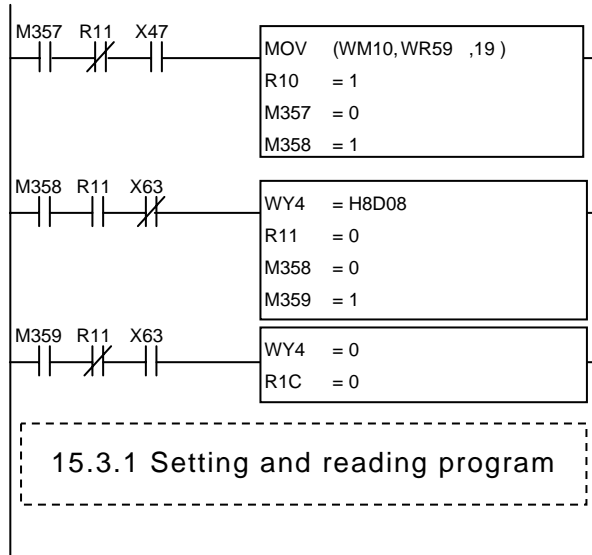 M357 R11 X47
MOV (WM10, WR59 ,19 )
R10 = 1
M357 = 0
M358 = 1
M358 R11 X63
WY4 = H8D08
R11 = 0
M358 = 0
M359 = 1
M359 R11 X63
WY4 = 0
R1C = 0
15.3.1 Setting and reading program